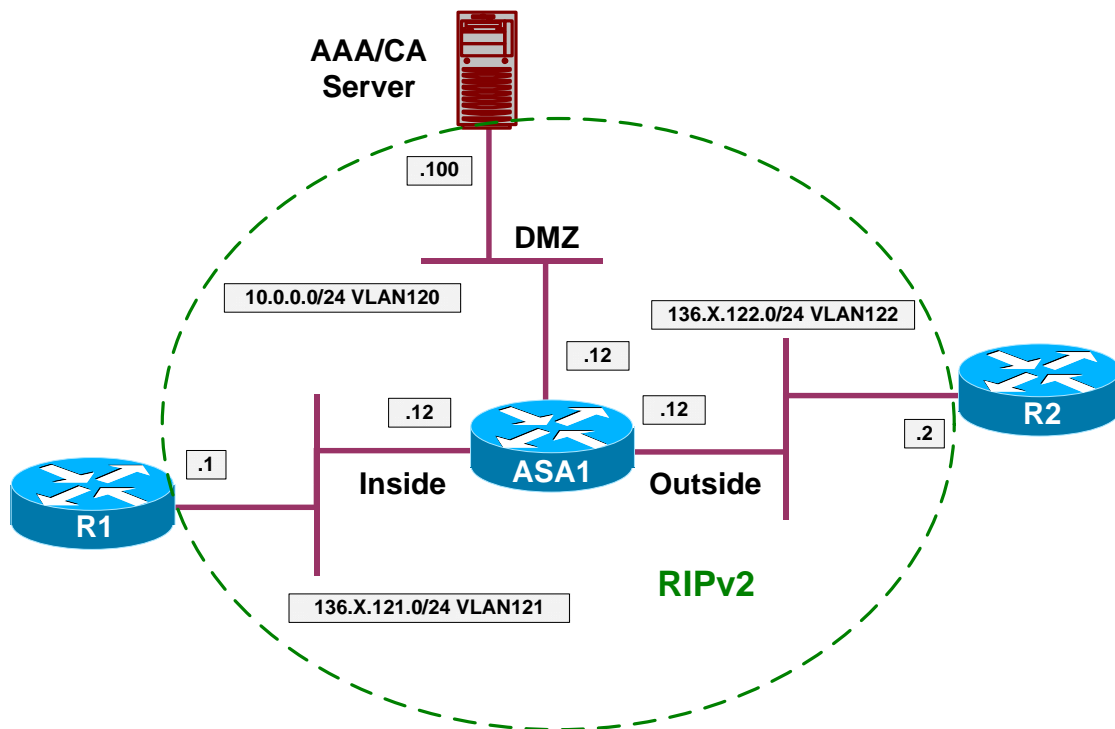 AAA/CA
Server
.100
DMZ
10.0.0.0/24 VLAN120
136.X.122.0/24 VLAN122
.12
.12
.12
R2
.2
.1
Inside
ASA1
Outside
R1
RIPv2
136.X.121.0/24 VLAN121